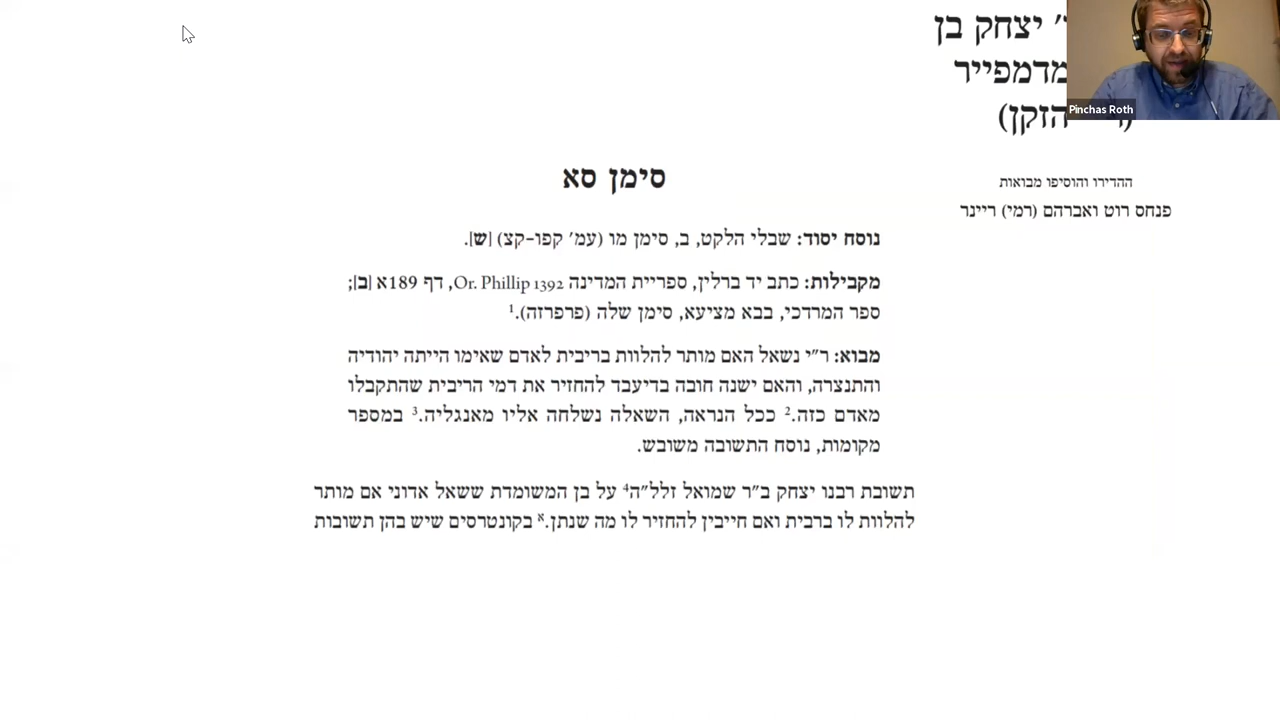 ׳ יצחק בן
מדמפייר
הזקן)
Pinchas Roth
ההדירו והוסיפו מבואות
פנחס רוט ואברהם (רמי) ריינר
סימן סא
נוסח יסוד: שבלי הלקט, ב, סימן מו (עמ׳ קפו–קצ) [ש].
מקבילות: כתב יד ברלין, ספריית המדינה Or. Phillip 1392, דף 189א [ב];
ספר המרדכי, בבא מציעא, סימן שלה (פרפרזה).1
מבוא: ר״י נשאל האם מותר להלוות בריבית לאדם שאימו הייתה יהודיה
והתנצרה, והאם ישנה חובה בדיעבד להחזיר את דמי הריבית שהתקבלו
מאדם כזה.2 ככל הנראה, השאלה נשלחה אליו מאנגליה.3 במספר
מקומות, נוסח התשובה משובש.
תשובת רבנו יצחק ב״ר שמואל זלל״ה4 על בן המשומדת ששאל אדוני אם מותר
להלוות לו ברבית ואם חייבין להחזיר לו מה שנתן.א בקונטרסים שיש בהן תשובות